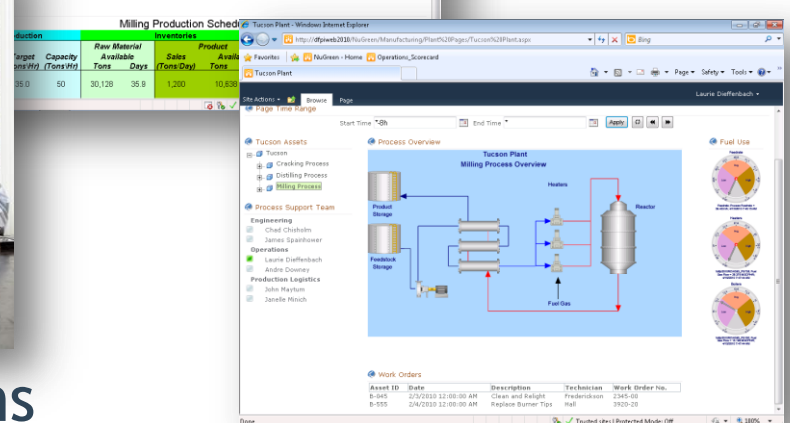 Milling Production Schedu
duction
Inventories
Raw Material
Product
Target Capacity Available Sales Availa
(Tons\Hr) Tons Days (Tons\Day) Tons
35.0 50 30,128 35.9 1,200 10,638
ns
Tucson Plant - Windows Internet Explorer
http://dfpiweb2010/NuGreen/Manufacturing/Plant%20Pages/Tucson%20Plant.aspx
Bing
Favorites NuGreen - Home Operations_Scorecard
Tucson Plant
Page Safety Tools
Laurie Dieffenbach
Site Actions Browse Page
Page Time Range
Start Time *-8h End Time * Apply
Tucson Assets
Tucson
Cracking Process
Distilling Process
Milling Process
Process Support Team
Engineering
Chad Chisholm
James Spainhower
Operations
Laurie Dieffenbach
Andre Downey
Production Logistics
John Maytum
Janelle Minich
Process Overview
Tucson Plant
Milling Process Overview
Heaters
Reactor
Product
Storage
Feedstock
Storage
Fuel Gas
Fuel Use
Work Orders
Asset ID Date Description Technician Work Order No.
B-045 2/3/2010 12:00:00 AM Clean and Relight Frederickson 2345-00
B-555 2/4/2010 12:00:00 AM Replace Burner Tips Hall 3920-20
Done
Trusted sites | Protected Mode: Off
100%